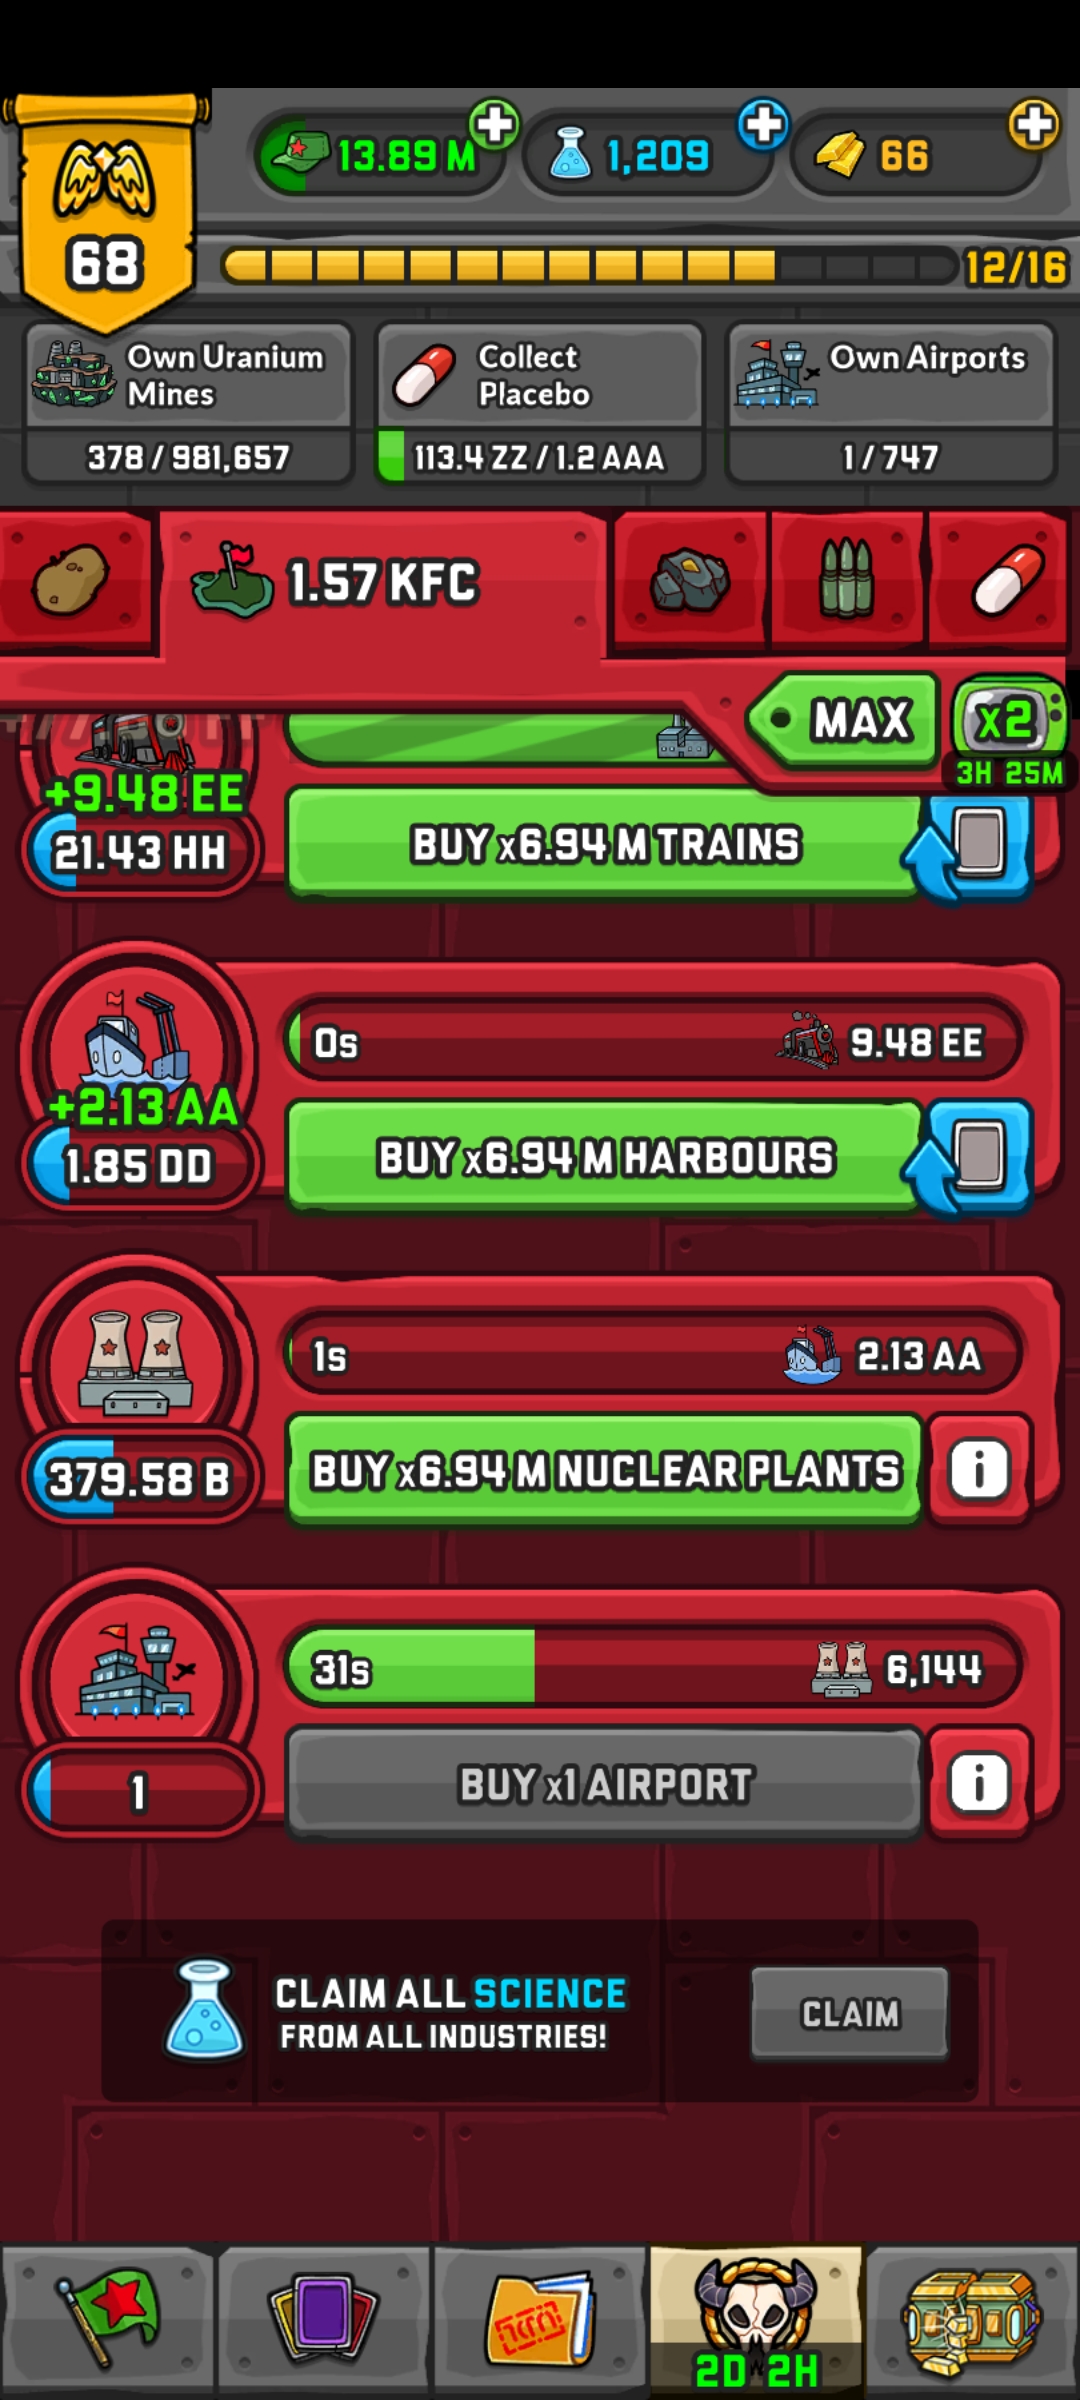 13.89 M
1,209
66
68
12/16
Own Uranium
Mines
378 / 981,657
Collect
Placebo
113.4 ZZ / 1.2 AAA
Own Airports
1 / 747
1.57 KFC
MAX
x2
3H 25M
+9.48 EE
21.43 HH
BUY x6.94 M TRAINS
0s
9.48 EE
+2.13 AA
1.85 DD
BUY x6.94 M HARBOURS
1s
2.13 AA
379.58 B
BUY x6.94 M NUCLEAR PLANTS
i
31s
6,144
1
BUY x1 AIRPORT
i
CLAIM ALL SCIENCE
FROM ALL INDUSTRIES!
CLAIM
2D 2H